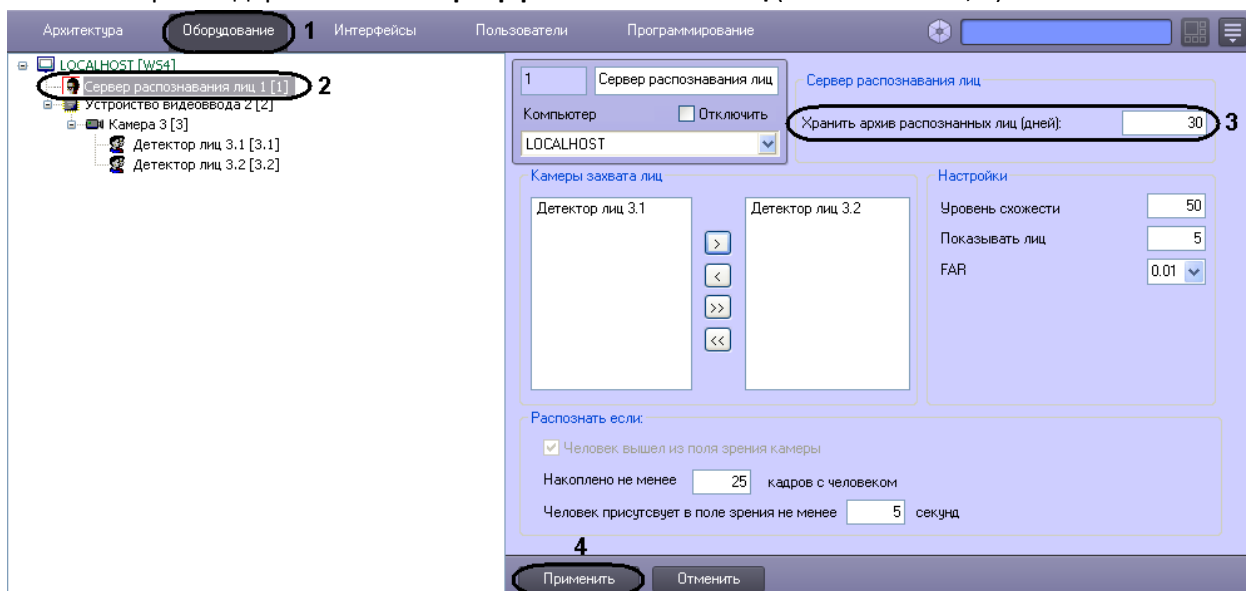 Архитектура Оборудование 1 Интерфейсы Пользователи Программирование
LOCALHOST [WS4]
Сервер распознавания лиц 1 [1] 2
Устройство видеоввода 2 [2]
Камера 3 [3]
Детектор лиц 3.1 [3.1]
Детектор лиц 3.2 [3.2]
1 Сервер распознавания лиц
Компьютер Отключить
LOCALHOST
Сервер распознавания лиц
Хранить архив распознанных лиц (дней): 30 3
Камеры захвата лиц
Детектор лиц 3.1
>
<
>>
<<
Детектор лиц 3.2
Настройки
Уровень схожести 50
Показывать лиц 5
FAR 0.01
Распознать если:
Человек вышел из поля зрения камеры
Накоплено не менее 25 кадров с человеком
Человек присутсвует в поле зрения не менее 5 секунд
4
Применить Отменить